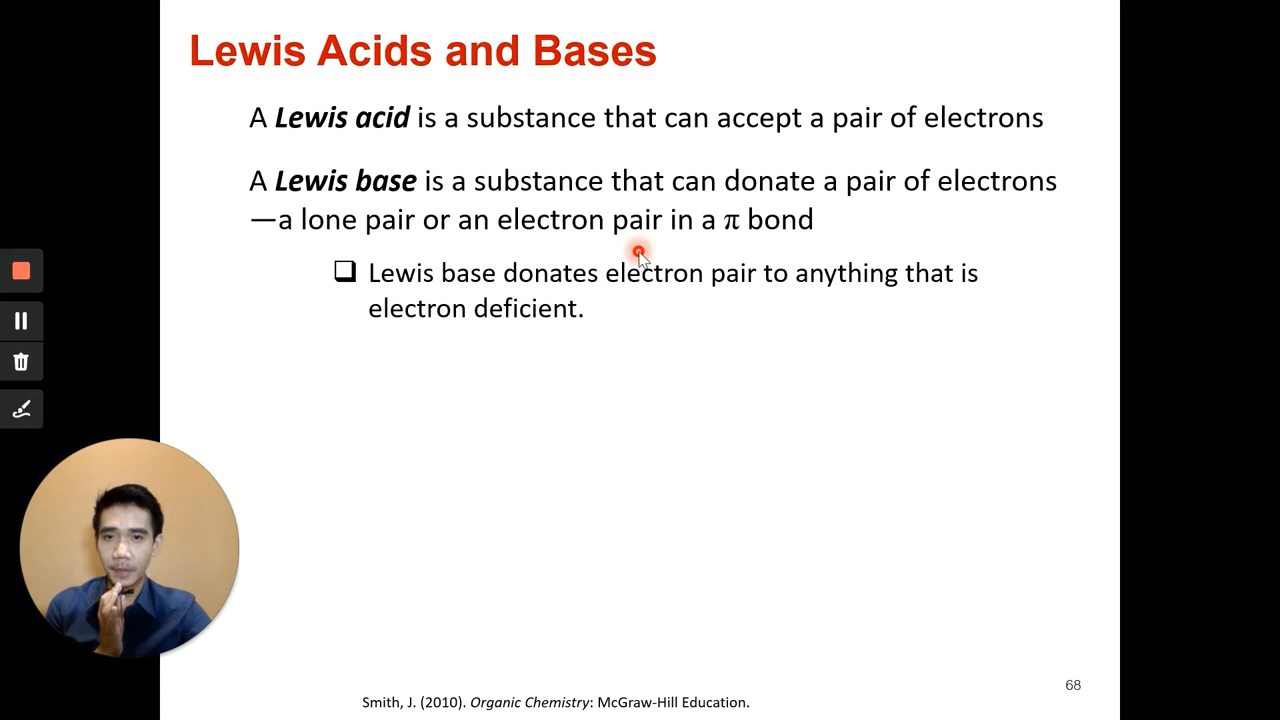 Lewis Acids and Bases
A Lewis acid is a substance that can accept a pair of electrons
A Lewis base is a substance that can donate a pair of electrons
—a lone pair or an electron pair in a π bond
Lewis base donates electron pair to anything that is
electron deficient.
68
Smith, J. (2010). Organic Chemistry: McGraw-Hill Education.